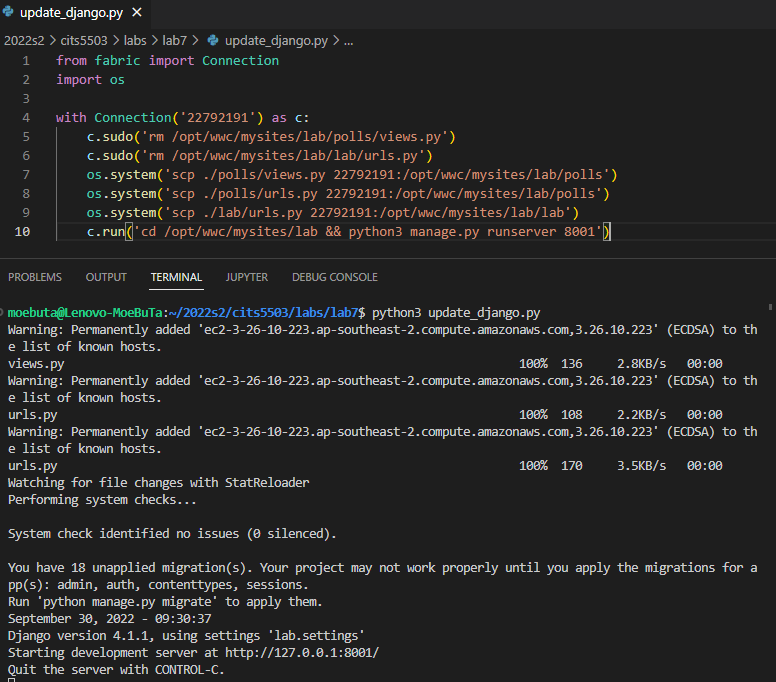 update_django.py ×
2022s2 > cits5503 > labs > lab7 > update_django.py > ...
1 from fabric import Connection
2 import os
3
4 with Connection('22792191') as c:
5     c.sudo('rm /opt/wwc/mysites/lab/polls/views.py')
6     c.sudo('rm /opt/wwc/mysites/lab/lab/urls.py')
7     os.system('scp ./polls/views.py 22792191:/opt/wwc/mysites/lab/polls')
8     os.system('scp ./polls/urls.py 22792191:/opt/wwc/mysites/lab/polls')
9     os.system('scp ./lab/urls.py 22792191:/opt/wwc/mysites/lab/lab')
10     c.run('cd /opt/wwc/mysites/lab && python3 manage.py runserver 8001')
PROBLEMS OUTPUT TERMINAL JUPYTER DEBUG CONSOLE
moebuta@Lenovo-MoeBuTa:~/2022s2/cits5503/labs/lab7$ python3 update_django.py
Warning: Permanently added 'ec2-3-26-10-223.ap-southeast-2.compute.amazonaws.com,3.26.10.223' (ECDSA) to th
e list of known hosts.
views.py 100% 136 2.8KB/s 00:00
Warning: Permanently added 'ec2-3-26-10-223.ap-southeast-2.compute.amazonaws.com,3.26.10.223' (ECDSA) to th
e list of known hosts.
urls.py 100% 108 2.2KB/s 00:00
Warning: Permanently added 'ec2-3-26-10-223.ap-southeast-2.compute.amazonaws.com,3.26.10.223' (ECDSA) to th
e list of known hosts.
urls.py 100% 170 3.5KB/s 00:00
Watching for file changes with StatReloader
Performing system checks...

System check identified no issues (0 silenced).

You have 18 unapplied migration(s). Your project may not work properly until you apply the migrations for a
pp(s): admin, auth, contenttypes, sessions.
Run 'python manage.py migrate' to apply them.
September 30, 2022 - 09:30:37
Django version 4.1.1, using settings 'lab.settings'
Starting development server at http://127.0.0.1:8001/
Quit the server with CONTROL-C.